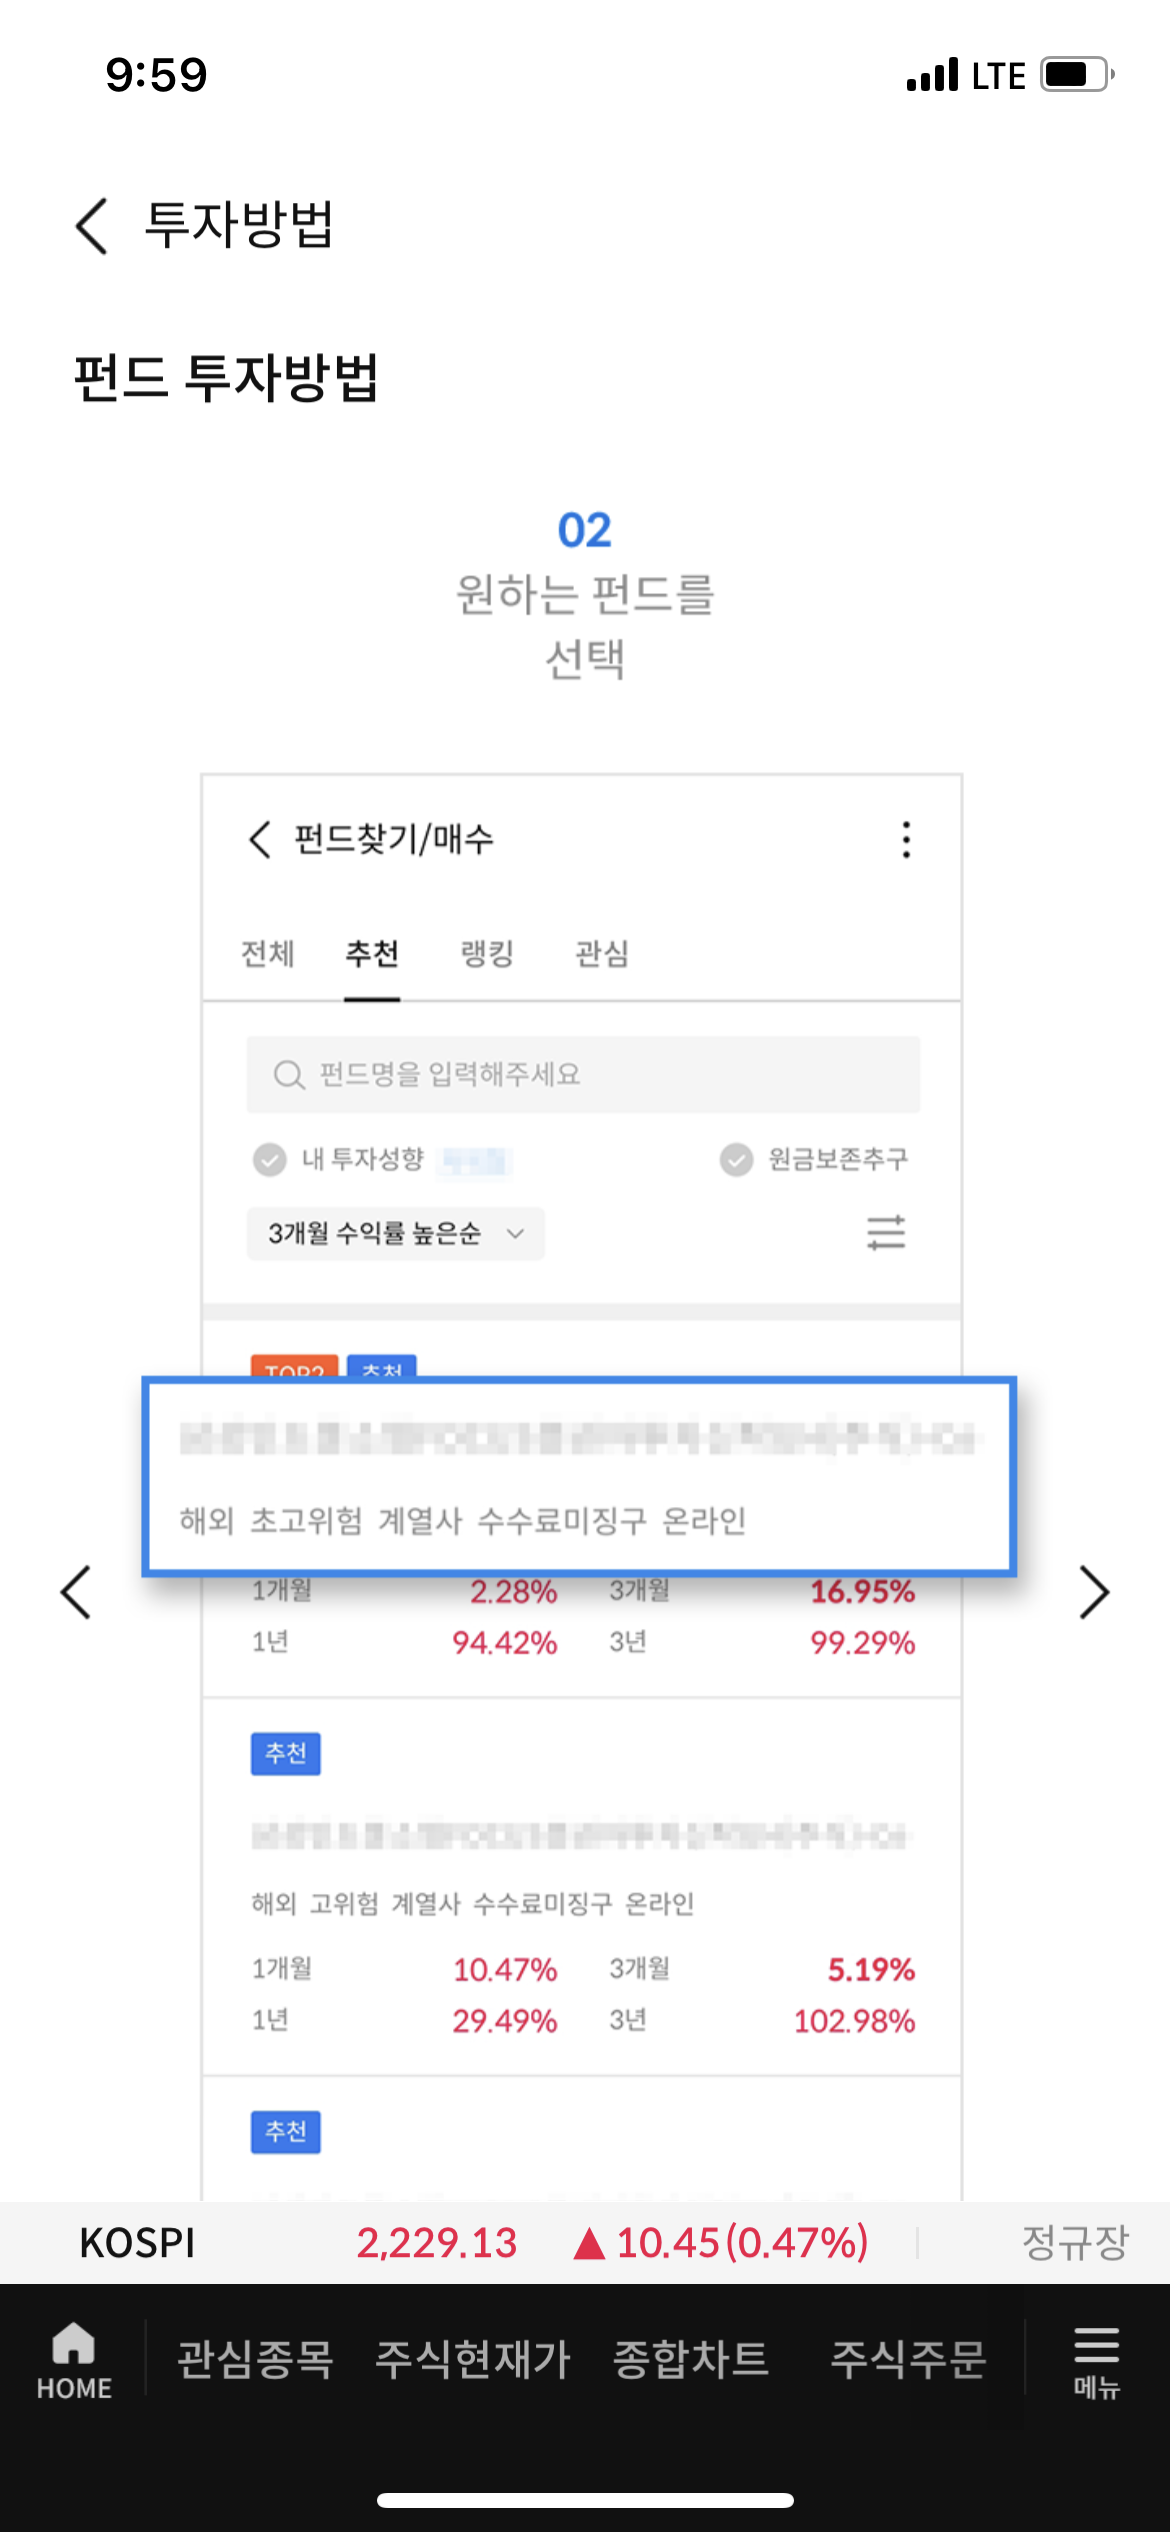 9:59
LTE
투자방법
펀드 투자방법
02
원하는 펀드를
선택
펀드찾기/매수
전체 추천 랭킹 관심
펀드명을 입력해주세요
내 투자성향 원금보존추구
3개월 수익률 높은순
TOP2 추천
해외 초고위험 계열사 수수료미징구 온라인
1개월 2.28% 3개월 16.95%
1년 94.42% 3년 99.29%
추천
해외 고위험 계열사 수수료미징구 온라인
1개월 10.47% 3개월 5.19%
1년 29.49% 3년 102.98%
추천
KOSPI 2,229.13 ▲ 10.45(0.47%) 정규장
HOME 관심종목 주식현재가 종합차트 주식주문 메뉴